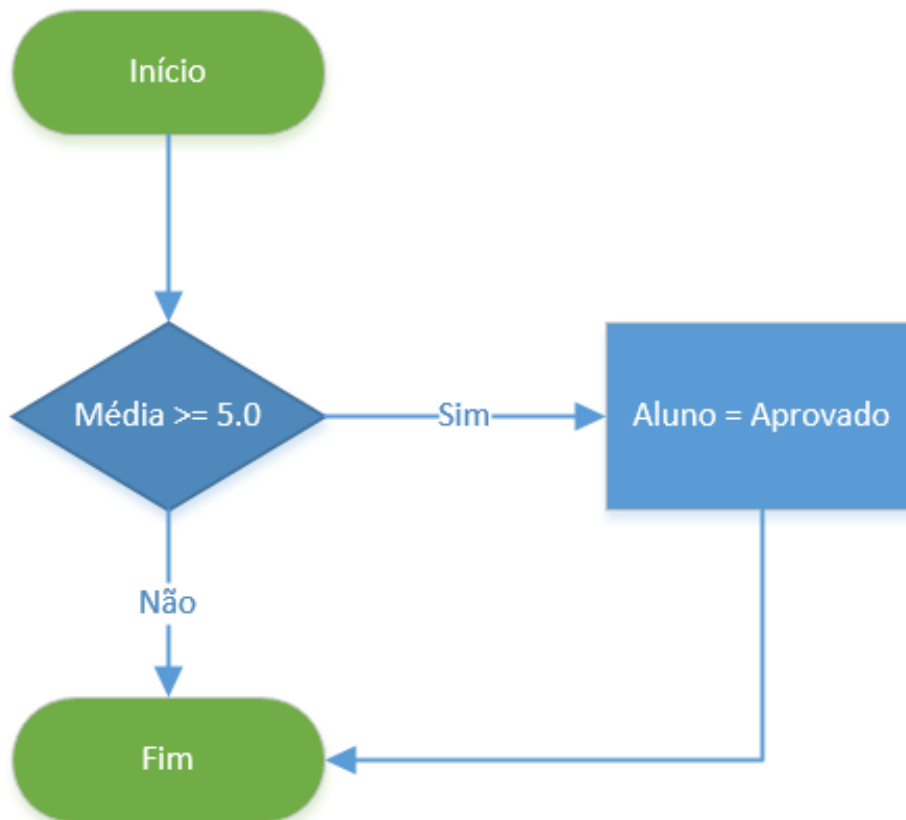 Início
Média >= 5.0
Sim
Aluno = Aprovado
Não
Fim